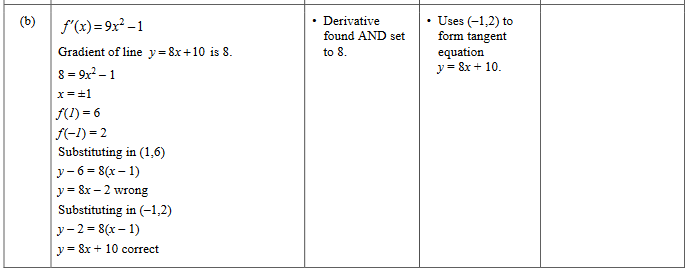 (b)
f′(x) = 9x² – 1
Gradient of line y = 8x + 10 is 8.
8 = 9x² – 1
x = ±1
f(1) = 6
f(–1) = 2
Substituting in (1,6)
y – 6 = 8(x – 1)
y = 8x – 2 wrong
Substituting in (–1,2)
y – 2 = 8(x – 1)
y = 8x + 10 correct
• Derivative
found AND set
to 8.
• Uses (–1,2) to
form tangent
equation
y = 8x + 10.